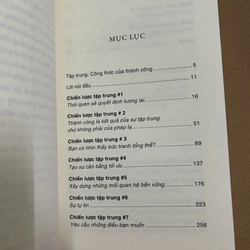 MỤC LỤC
Tập trung: Công thức của thành công 5
Lời nói đầu 11
Chiến lược tập trung #1
Thói quen sẽ quyết định tương lai 16
Chiến lược tập trung # 2
Thành công là kết quả của sự tập trung
chứ không phải của phép lạ 51
Chiến lược tập trung # 3
Bạn có nhìn thấy bức tranh tổng thể? 89
Chiến lược tập trung #4
Tạo sự cân bằng tối ưu 137
Chiến lược tập trung #5
Xây dựng những mối quan hệ bền vững 176
Chiến lược tập trung #6
Sự tự tin 223
Chiến lược tập trung #7
Yêu cầu những điều bạn muốn 256